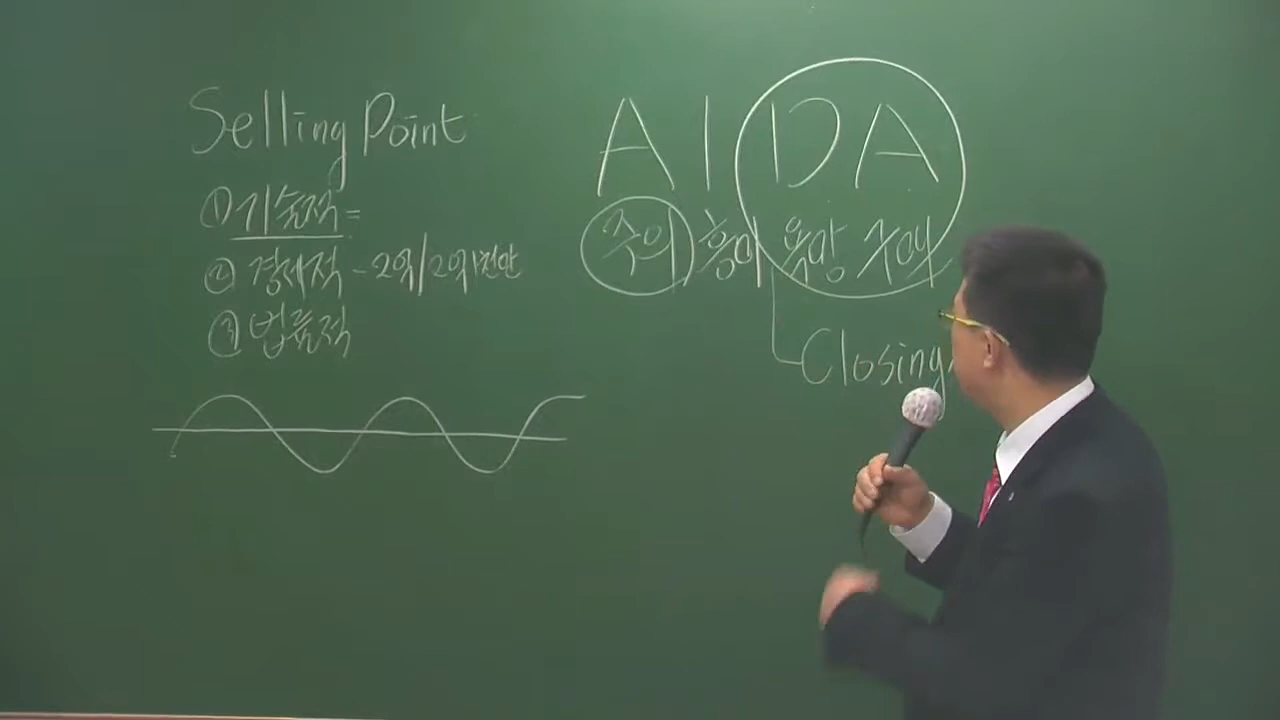 Selling Point
① 기술적 =
② 경제적 - 2억/2억1천만
③ 법률적
A I D A
주의 흥미 욕망 구매
Closing